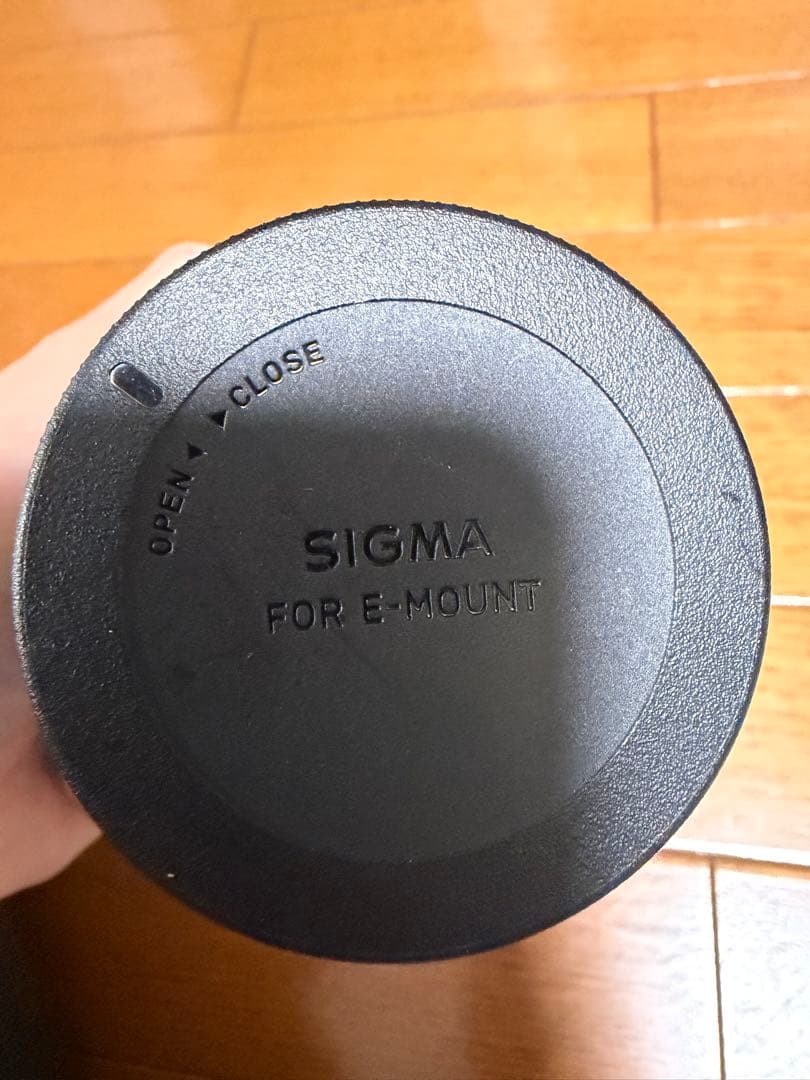 OPEN ◀ ▶ CLOSE
SIGMA
FOR E-MOUNT